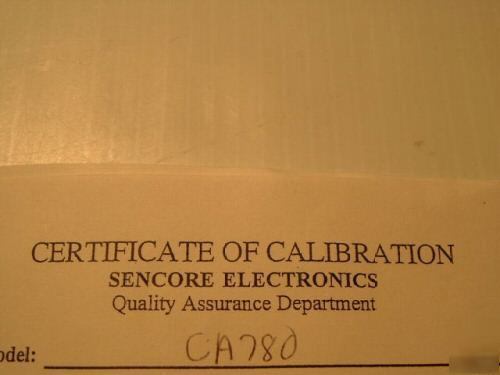 CERTIFICATE OF CALIBRATION
SENCORE ELECTRONICS
Quality Assurance Department
odel: CA780